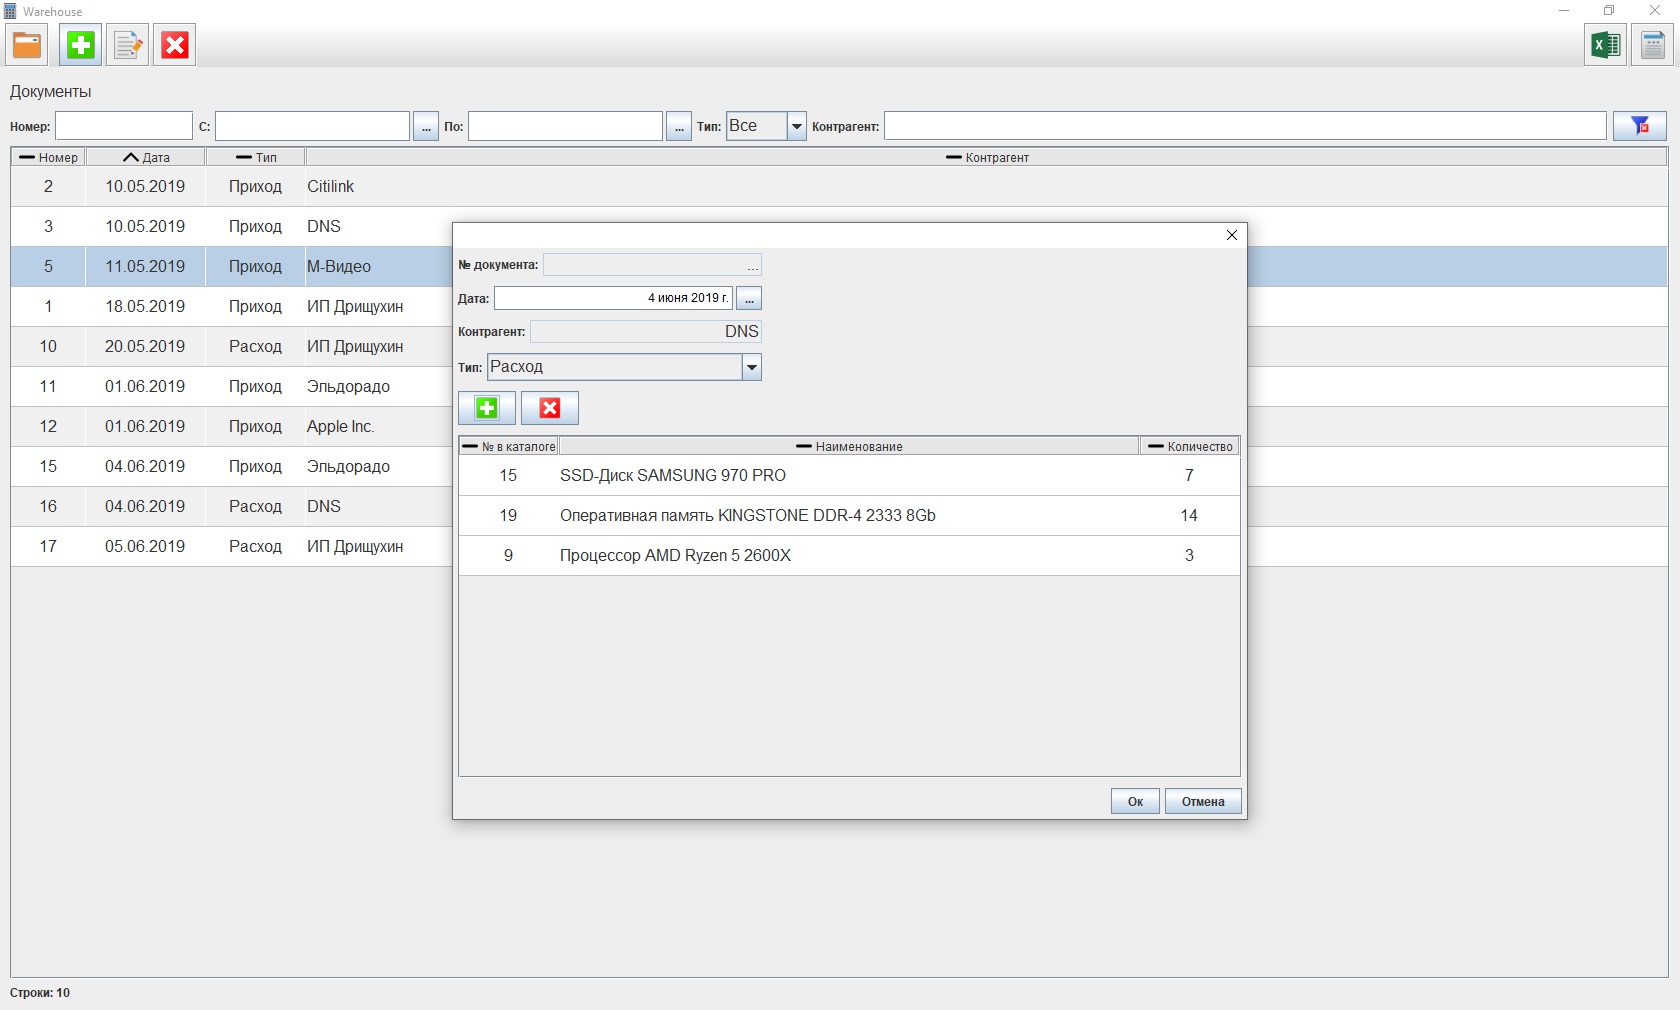 Warehouse
Документы
Номер: С: ... По: ... Тип: Все Контрагент:
Номер Дата Тип Контрагент
2 10.05.2019 Приход Citilink
3 10.05.2019 Приход DNS
5 11.05.2019 Приход М-Видео
1 18.05.2019 Приход ИП Дрищухин
10 20.05.2019 Расход ИП Дрищухин
11 01.06.2019 Приход Эльдорадо
12 01.06.2019 Приход Apple Inc.
15 04.06.2019 Приход Эльдорадо
16 04.06.2019 Расход DNS
17 05.06.2019 Расход ИП Дрищухин
№ документа: ...
Дата: 4 июня 2019 г. ...
Контрагент: DNS
Тип: Расход
№ в каталоге Наименование Количество
15 SSD-Диск SAMSUNG 970 PRO 7
19 Оперативная память KINGSTONE DDR-4 2333 8Gb 14
9 Процессор AMD Ryzen 5 2600X 3
Ок Отмена
Строки: 10